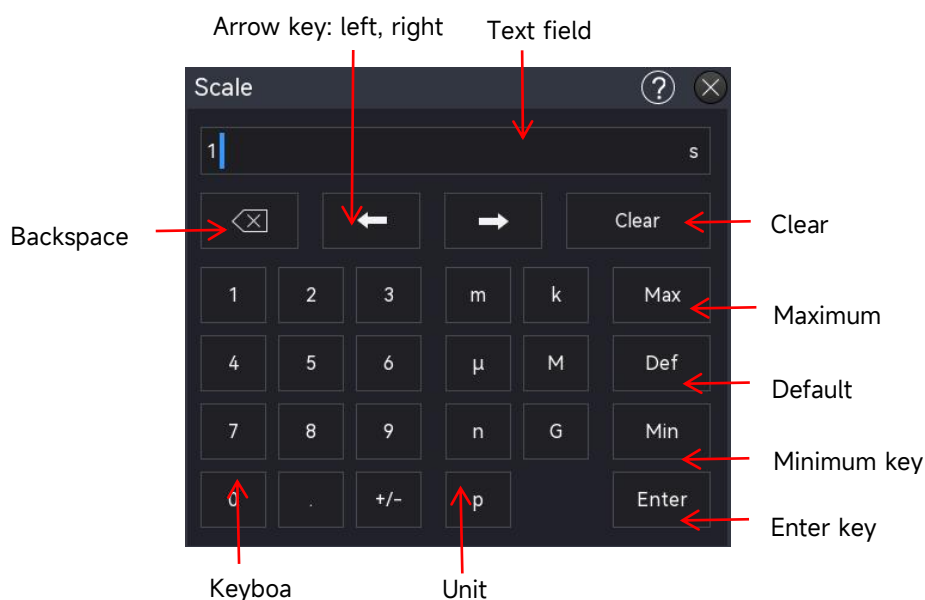 Arrow key: left, right Text field
Scale ?
1 s
Clear
Backspace Clear
1 2 3 m k Max
Maximum
4 5 6 µ M Def
Default
7 8 9 n G Min
Minimum key
0 . +/- p Enter
Enter key
Keyboa Unit